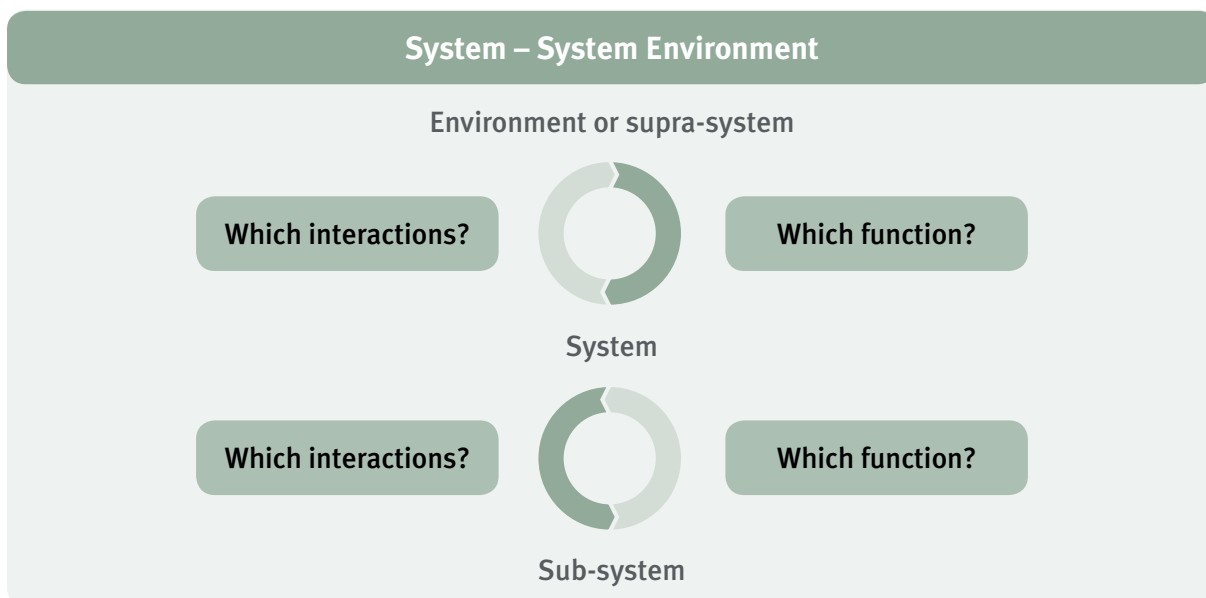 System – System Environment
Environment or supra-system
Which interactions?
Which function?
System
Which interactions?
Which function?
Sub-system